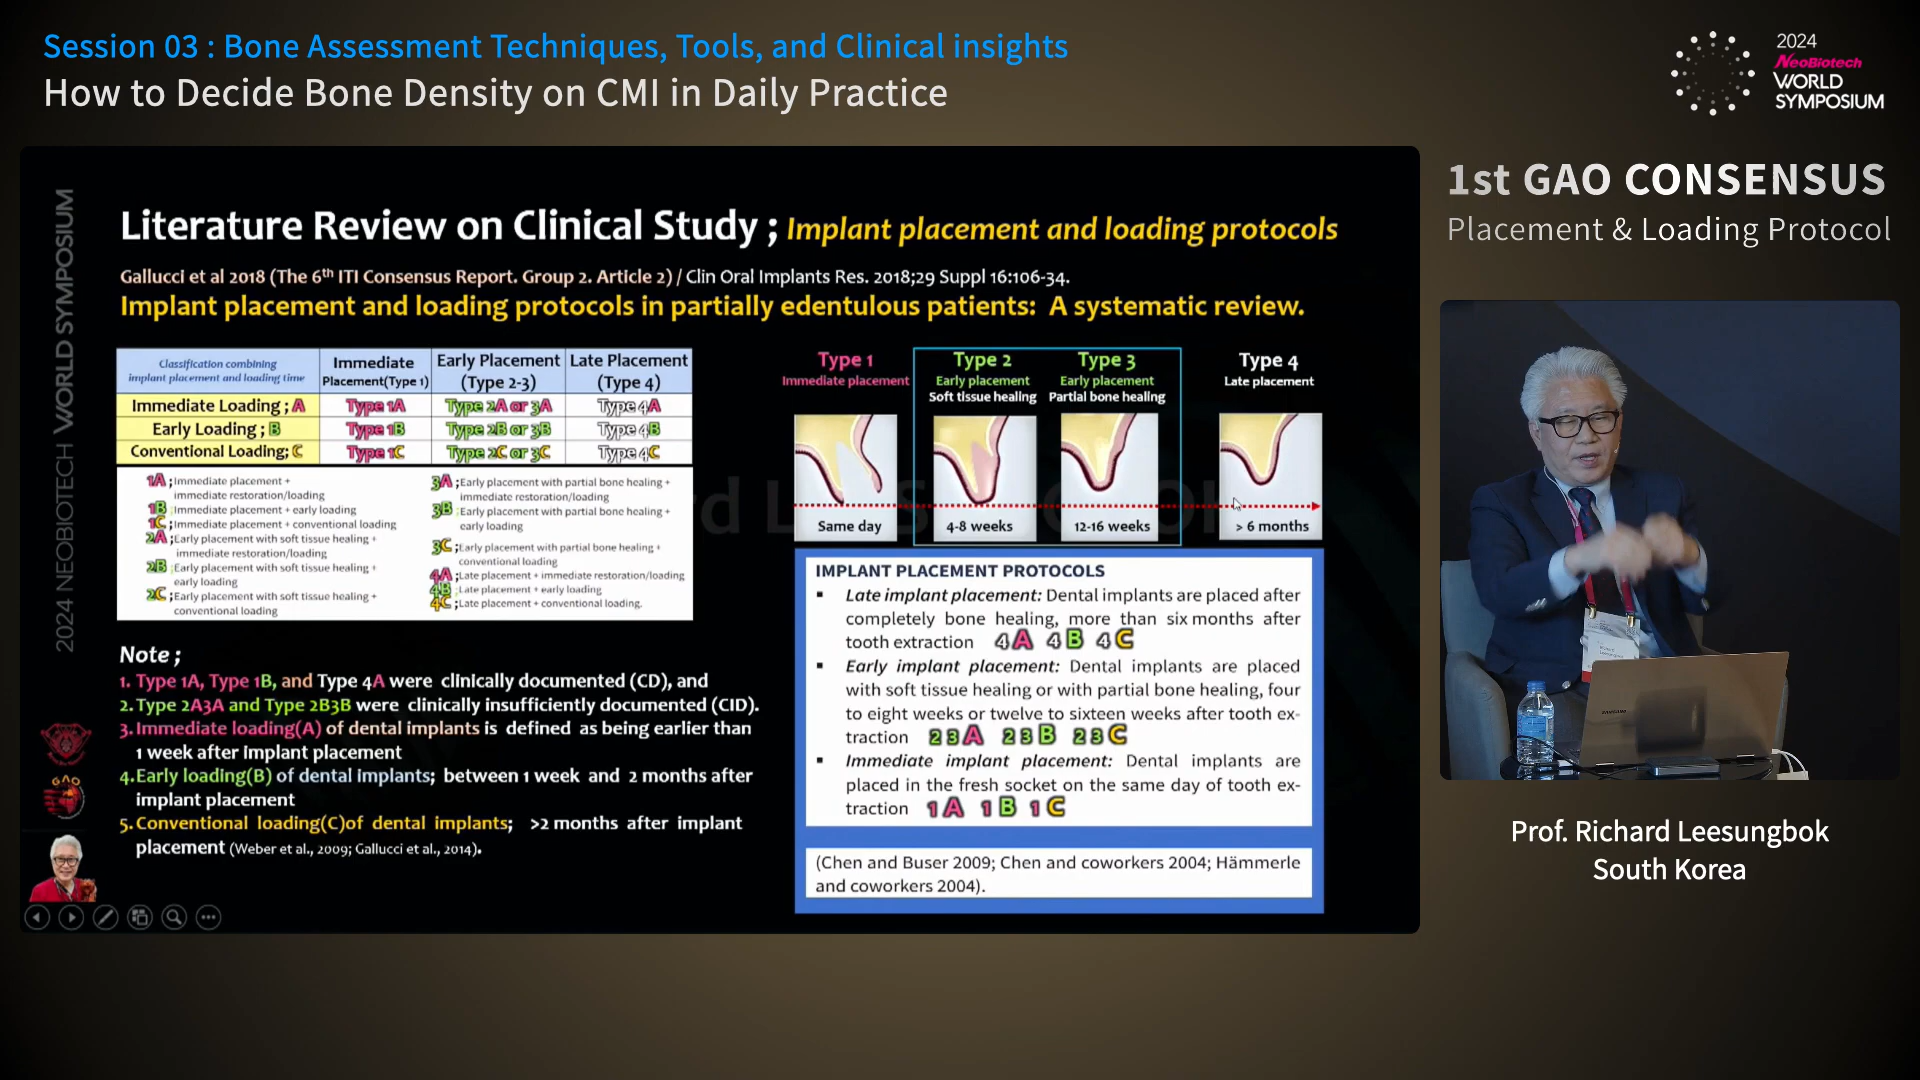 Session 03 : Bone Assessment Techniques, Tools, and Clinical insights
How to Decide Bone Density on CMI in Daily Practice
2024
NeoBiotech
WORLD
SYMPOSIUM
1st GAO CONSENSUS
Placement & Loading Protocol
2024 NEOBIOTECH WORLD SYMPOSIUM
Literature Review on Clinical Study ; Implant placement and loading protocols
Gallucci et al 2018 (The 6th ITI Consensus Report. Group 2. Article 2) / Clin Oral Implants Res. 2018;29 Suppl 16:106-34.
Implant placement and loading protocols in partially edentulous patients: A systematic review.
Classification combining
implant placement and loading time
Immediate
Placement(Type 1)
Early Placement
(Type 2-3)
Late Placement
(Type 4)
Immediate Loading ; A
Type 1A
Type 2A or 3A
Type 4A
Early Loading ; B
Type 1B
Type 2B or 3B
Type 4B
Conventional Loading; C
Type 1C
Type 2C or 3C
Type 4C
1A ;Immediate placement +
immediate restoration/loading
1B ;Immediate placement + early loading
1C ;Immediate placement + conventional loading
2A ;Early placement with soft tissue healing +
immediate restoration/loading
2B ;Early placement with soft tissue healing +
early loading
2C ;Early placement with soft tissue healing +
conventional loading
3A ;Early placement with partial bone healing +
immediate restoration/loading
3B ;Early placement with partial bone healing +
early loading
3C ;Early placement with partial bone healing +
conventional loading
4A ;Late placement + immediate restoration/loading
4B ;Late placement + early loading
4C ;Late placement + conventional loading.
Note ;
1. Type 1A, Type 1B, and Type 4A were clinically documented (CD), and
2. Type 2A3A and Type 2B3B were clinically insufficiently documented (CID).
3. Immediate loading(A) of dental implants is defined as being earlier than
1 week after implant placement
4. Early loading(B) of dental implants; between 1 week and 2 months after
implant placement
5. Conventional loading(C)of dental implants; >2 months after implant
placement (Weber et al., 2009; Gallucci et al., 2014).
Type 1
Immediate placement
Type 2
Early placement
Soft tissue healing
Type 3
Early placement
Partial bone healing
Type 4
Late placement
Same day
4-8 weeks
12-16 weeks
> 6 months
IMPLANT PLACEMENT PROTOCOLS
▪ Late implant placement: Dental implants are placed after
completely bone healing, more than six months after
tooth extraction 4A 4B 4C
▪ Early implant placement: Dental implants are placed
with soft tissue healing or with partial bone healing, four
to eight weeks or twelve to sixteen weeks after tooth ex-
traction 23A 23B 23C
▪ Immediate implant placement: Dental implants are
placed in the fresh socket on the same day of tooth ex-
traction 1A 1B 1C
(Chen and Buser 2009; Chen and coworkers 2004; Hämmerle
and coworkers 2004).
GAO
SAMSUNG
Prof. Richard Leesungbok
South Korea